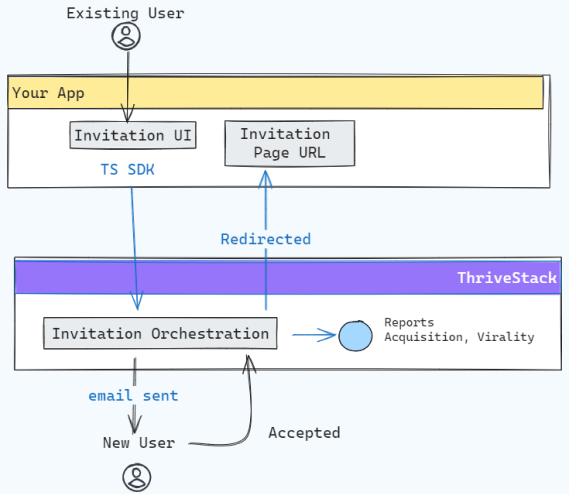 Existing User
Your App
Invitation UI
Invitation
Page URL
TS SDK
Redirected
ThriveStack
Invitation Orchestration
Reports
Acquisition, Virality
email sent
New User
Accepted